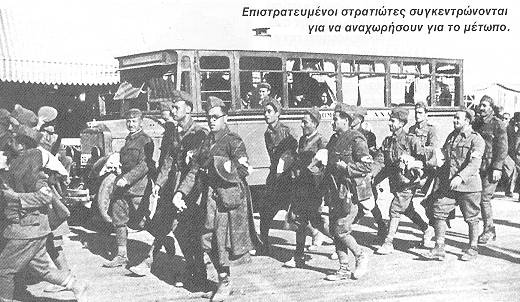 Επιστρατευμένοι στρατιώτες συγκεντρώνονται
για να αναχωρήσουν για το μέτωπο.